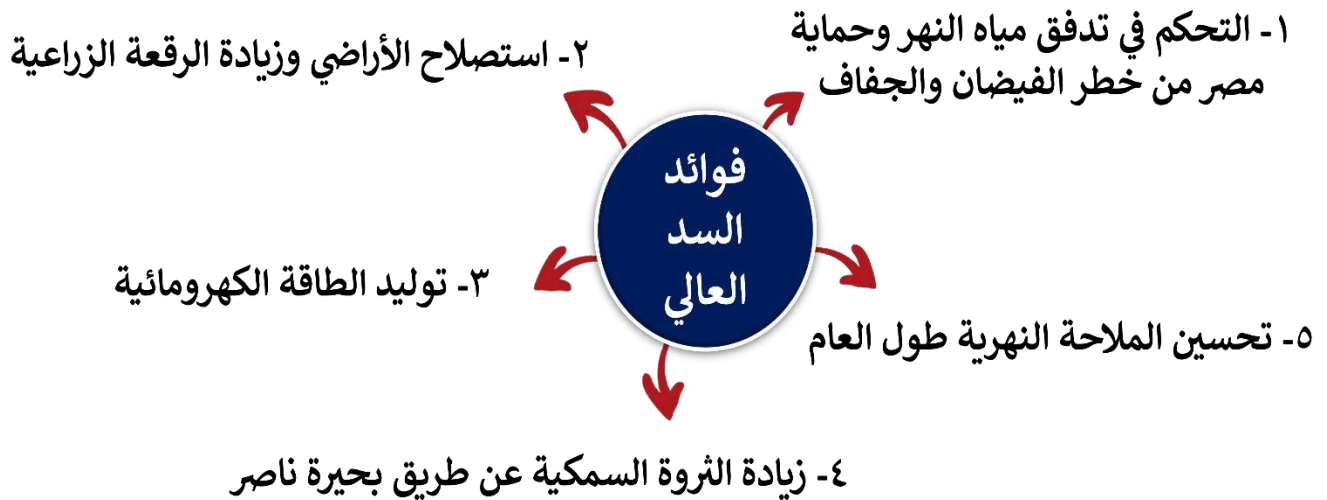 فوائد
السد
العالي
١- التحكم في تدفق مياه النهر وحماية
مصر من خطر الفيضان والجفاف
٢- استصلاح الأراضي وزيادة الرقعة الزراعية
٣- توليد الطاقة الكهرومائية
٤- زيادة الثروة السمكية عن طريق بحيرة ناصر
٥- تحسين الملاحة النهرية طول العام